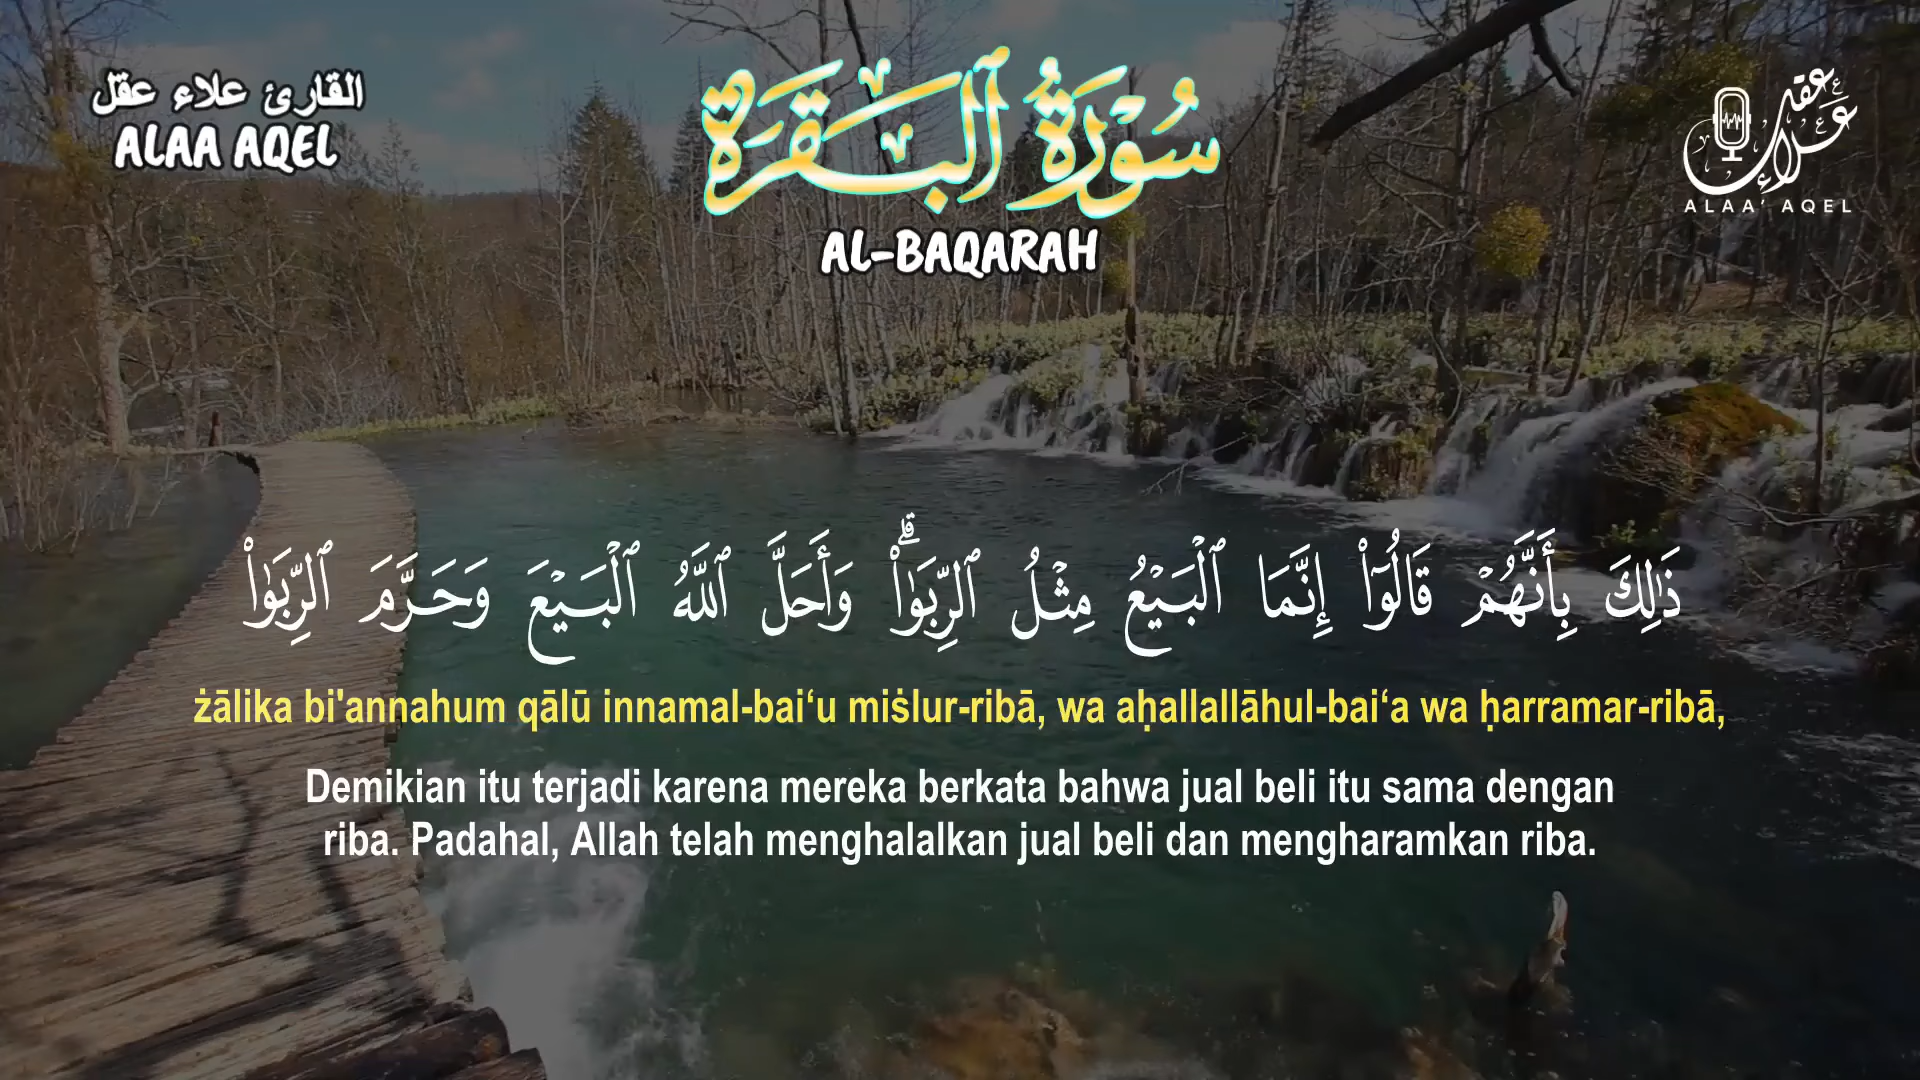 القارئ علاء عقل
ALAA AQEL
سُورَةُ ٱلْبَقَرَةِ
AL-BAQARAH
علاء عقل
ALAA' AQEL
ذَٰلِكَ بِأَنَّهُمْ قَالُوٓا۟ إِنَّمَا ٱلْبَيْعُ مِثْلُ ٱلرِّبَوٰا۟ ۗ وَأَحَلَّ ٱللَّهُ ٱلْبَيْعَ وَحَرَّمَ ٱلرِّبَوٰا۟
żālika bi'annahum qālū innamal-bai‘u miṡlur-ribā, wa aḥallallāhul-bai‘a wa ḥarramar-ribā,
Demikian itu terjadi karena mereka berkata bahwa jual beli itu sama dengan
riba. Padahal, Allah telah menghalalkan jual beli dan mengharamkan riba.